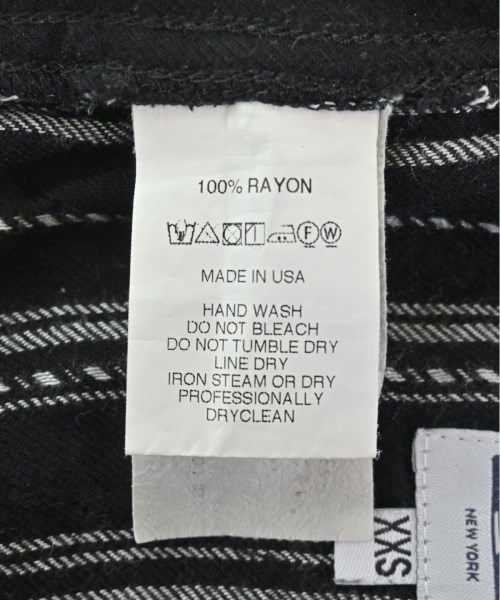 100% RAYON
F W
MADE IN USA
HAND WASH
DO NOT BLEACH
DO NOT TUMBLE DRY
LINE DRY
IRON STEAM OR DRY
PROFESSIONALLY
DRYCLEAN
XXS
NEW YORK